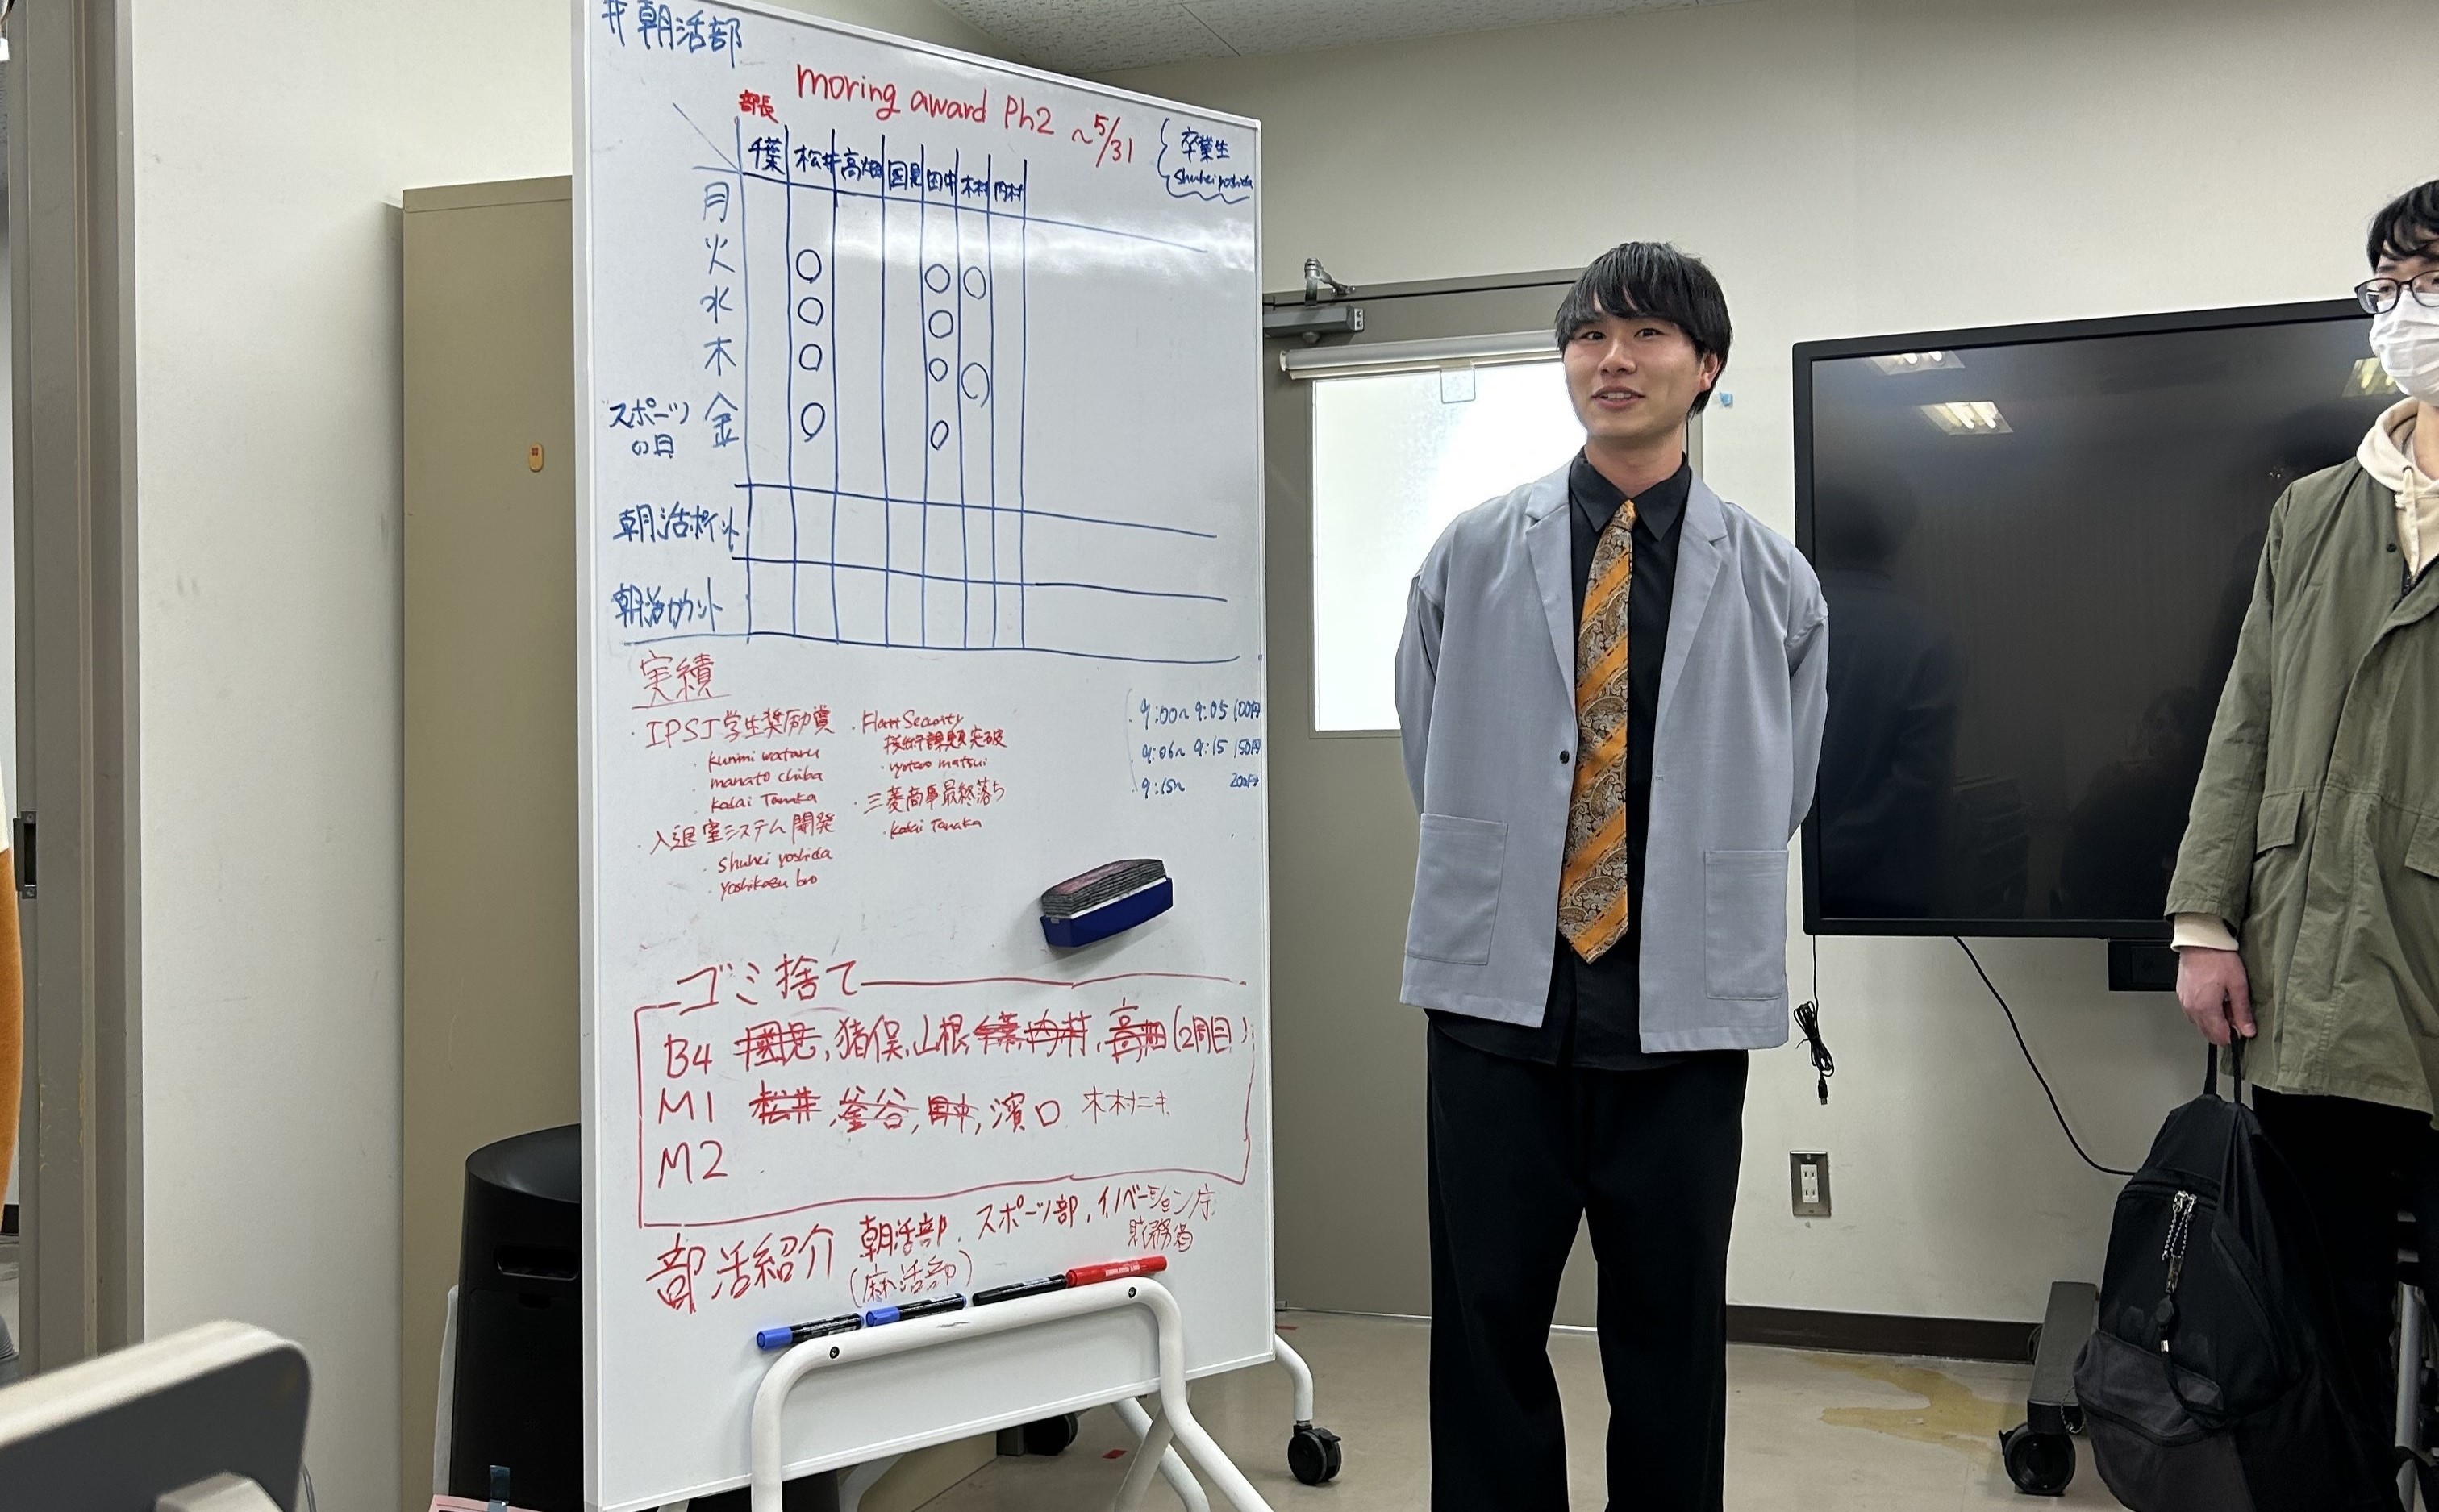 #朝活部
moring award Ph2 ~5/31
部長
卒業生
shuhei yoshida
千葉 松井 高畑 国見 田中 木村 内村
月
火 ○ ○ ○
水 ○ ○
木 ○ ○ ○
スポーツの日 金 ○ ○
朝活ポイント
朝活カウント
実績
・IPSJ学生奨励賞
・kunimi wataru
・manato chiba
・kodai Tanaka
・入退室システム開発
・shuhei yoshida
・yoshikazu bro
・Flatt Security
技術課題突破
・ryotaro matsui
・三菱商事最終落ち
・kodai Tanaka
9:00~9:05 100円
9:06~9:15 150円
9:15~ 200円
ゴミ捨て
B4 国見, 猪俣, 山根, 千葉, 内村, 高畑 (2周目)
M1 松井, 釜谷, 田中, 濱口 木村ニキ
M2
部活紹介 朝活部, スポーツ部, イノベーション庁
(麻活部) 財務省